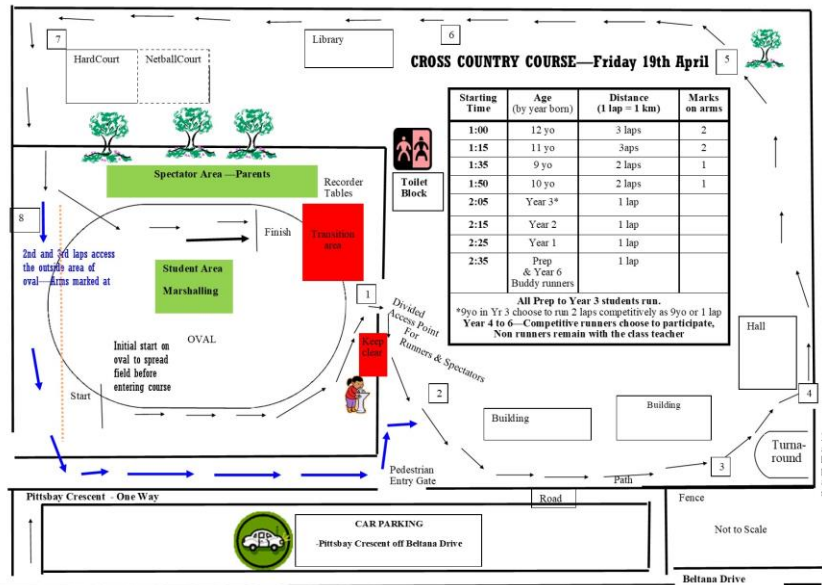 7
Library
6
CROSS COUNTRY COURSE—Friday 19th April
5
HardCourt
NetballCourt
Starting Time
Age
(by year born)
Distance
(1 lap = 1 km)
Marks
on arms
1:00 12 yo 3 laps 2
1:15 11 yo 3aps 2
1:35 9 yo 2 laps 1
1:50 10 yo 2 laps 1
2:05 Year 3* 1 lap
2:15 Year 2 1 lap
2:25 Year 1 1 lap
2:35 Prep 1 lap
& Year 6
Buddy runners
All Prep to Year 3 students run.
*9yo in Yr 3 choose to run 2 laps competitively as 9yo or 1 lap
Year 4 to 6—Competitive runners choose to participate,
Non runners remain with the class teacher
Spectator Area —Parents
Recorder
Tables
Toilet
Block
8
2nd and 3rd laps access
the outside area of
oval—Arms marked at
Finish
Transition
area
Student Area
Marshalling
1
Divided
Access Point
For
Runners & Spectators
OVAL
Keep
clear
Initial start on
oval to spread
field before
entering course
Start
Hall
2
4
Building
Building
Turna-
round
3
Pedestrian
Entry Gate
Path
Pittsbay Crescent - One Way
Road
Fence
CAR PARKING
-Pittsbay Crescent off Beltana Drive
Not to Scale
Beltana Drive